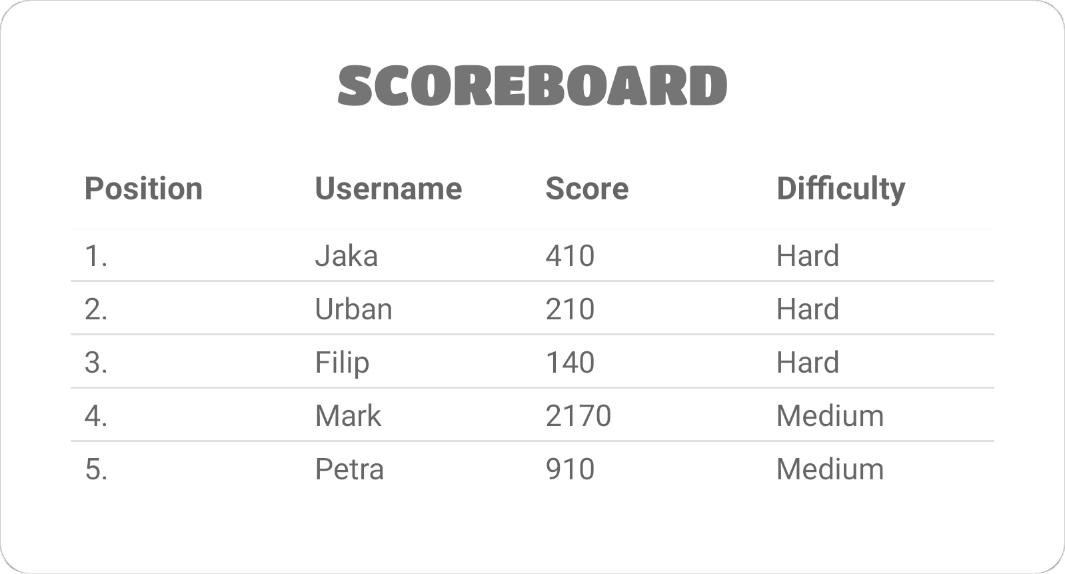 SCOREBOARD
Position Username Score Difficulty
1. Jaka 410 Hard
2. Urban 210 Hard
3. Filip 140 Hard
4. Mark 2170 Medium
5. Petra 910 Medium